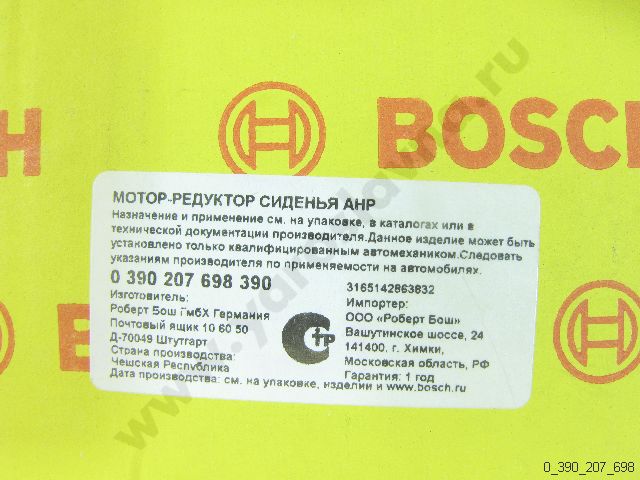 BOSCH
МОТОР-РЕДУКТОР СИДЕНЬЯ AHP
Назначение и применение см. на упаковке, в каталогах или в
технической документации производителя.Данное изделие может быть
установлено только квалифицированным автомехаником.Следовать
указаниям производителя по применяемости на автомобилях.
0 390 207 698 390
Изготовитель:
Роберт Бош ГмбХ Германия
Почтовый ящик 10 60 50
Д-70049 Штутгарт
Страна производства:
Чешская Республика
Дата производства: см. на упаковке, изделии и www.bosch.ru
3165142863832
Импортер:
ООО «Роберт Бош»
Вашутинское шоссе, 24
141400, г. Химки,
Московская область, РФ
Гарантия: 1 год
0_390_207_698